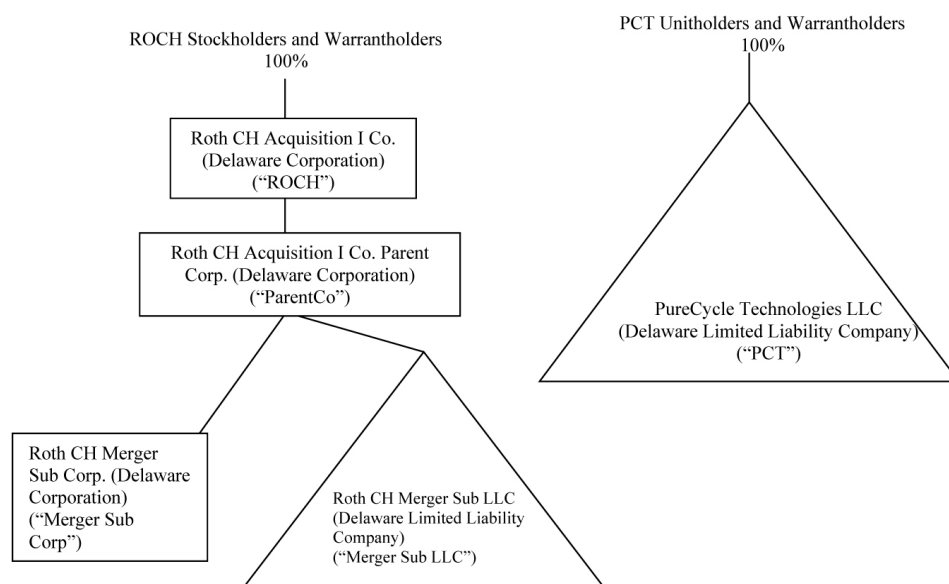 ROCH Stockholders and Warrantholders
100%
Roth CH Acquisition I Co.
(Delaware Corporation)
(“ROCH”)
Roth CH Acquisition I Co. Parent
Corp. (Delaware Corporation)
(“ParentCo”)
Roth CH Merger
Sub Corp. (Delaware
Corporation)
(“Merger Sub
Corp”)
Roth CH Merger Sub LLC
(Delaware Limited Liability
Company)
(“Merger Sub LLC”)
PCT Unitholders and Warrantholders
100%
PureCycle Technologies LLC
(Delaware Limited Liability Company)
(“PCT”)